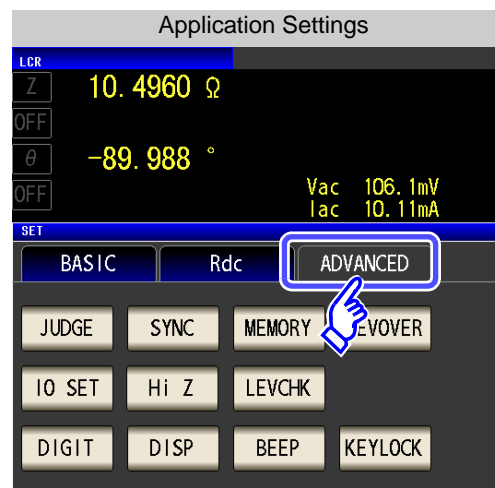 Application Settings
LCR
Z 10.4960 Ω
OFF
θ -89.988 °
OFF
Vac 106.1mV
Iac 10.11mA
SET
BASIC Rdc ADVANCED
JUDGE SYNC MEMORY EVOVER
IO SET Hi Z LEVCHK
DIGIT DISP BEEP KEYLOCK